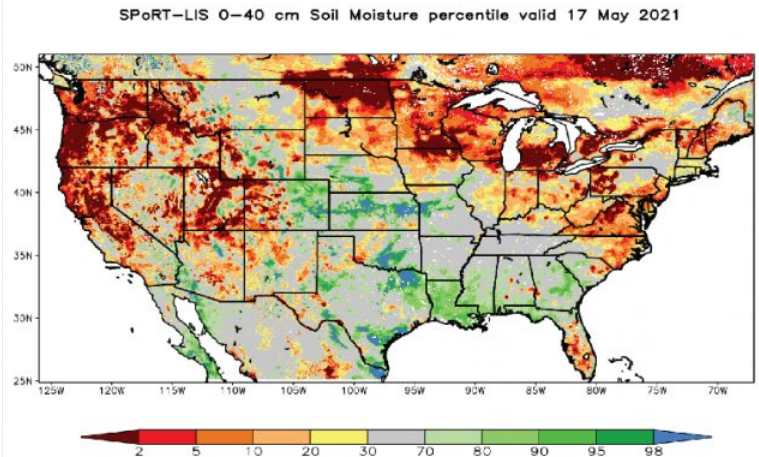 SPoRT-LIS 0-40 cm Soil Moisture percentile valid 17 May 2021
50N
45N
40N
35N
30N
25N
125W 120W 115W 110W 105W 100W 95W 90W 85W 80W 75W 70W
2 5 10 20 30 70 80 90 95 98